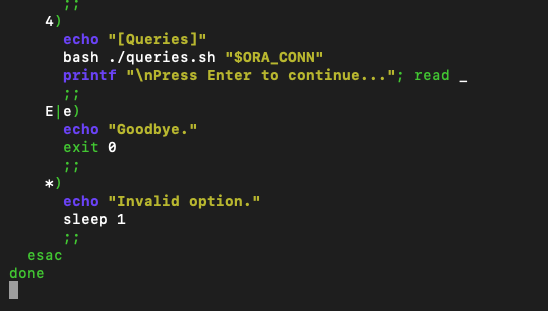 ;;
4)
echo "[Queries]"
bash ./queries.sh "$ORA_CONN"
printf "\nPress Enter to continue..."; read _
;;
E|e)
echo "Goodbye."
exit 0
;;
*)
echo "Invalid option."
sleep 1
;;
esac
done